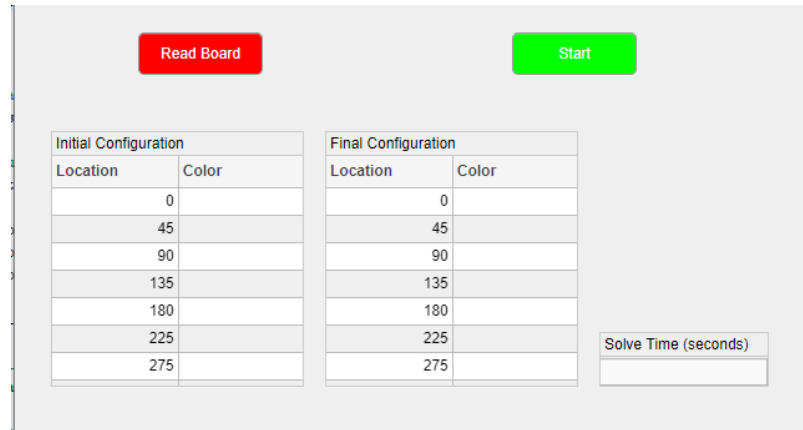 Read Board
Start
Initial Configuration
Location Color
0
45
90
135
180
225
275
Final Configuration
Location Color
0
45
90
135
180
225
275
Solve Time (seconds)